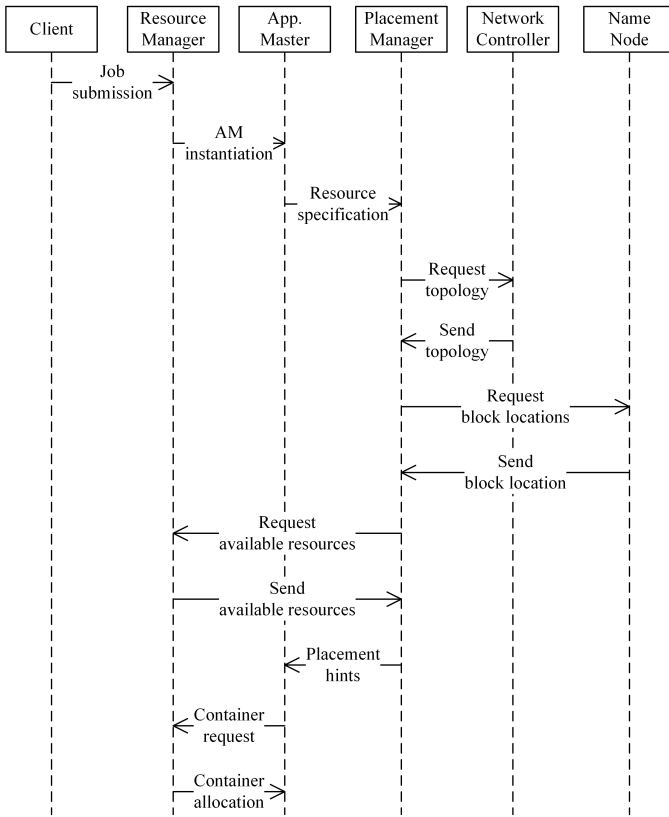 Client
Resource
Manager
App.
Master
Placement
Manager
Network
Controller
Name
Node
Job
submission
AM
instantiation
Resource
specification
Request
topology
Send
topology
Request
block locations
Send
block location
Request
available resources
Send
available resources
Placement
hints
Container
request
Container
allocation